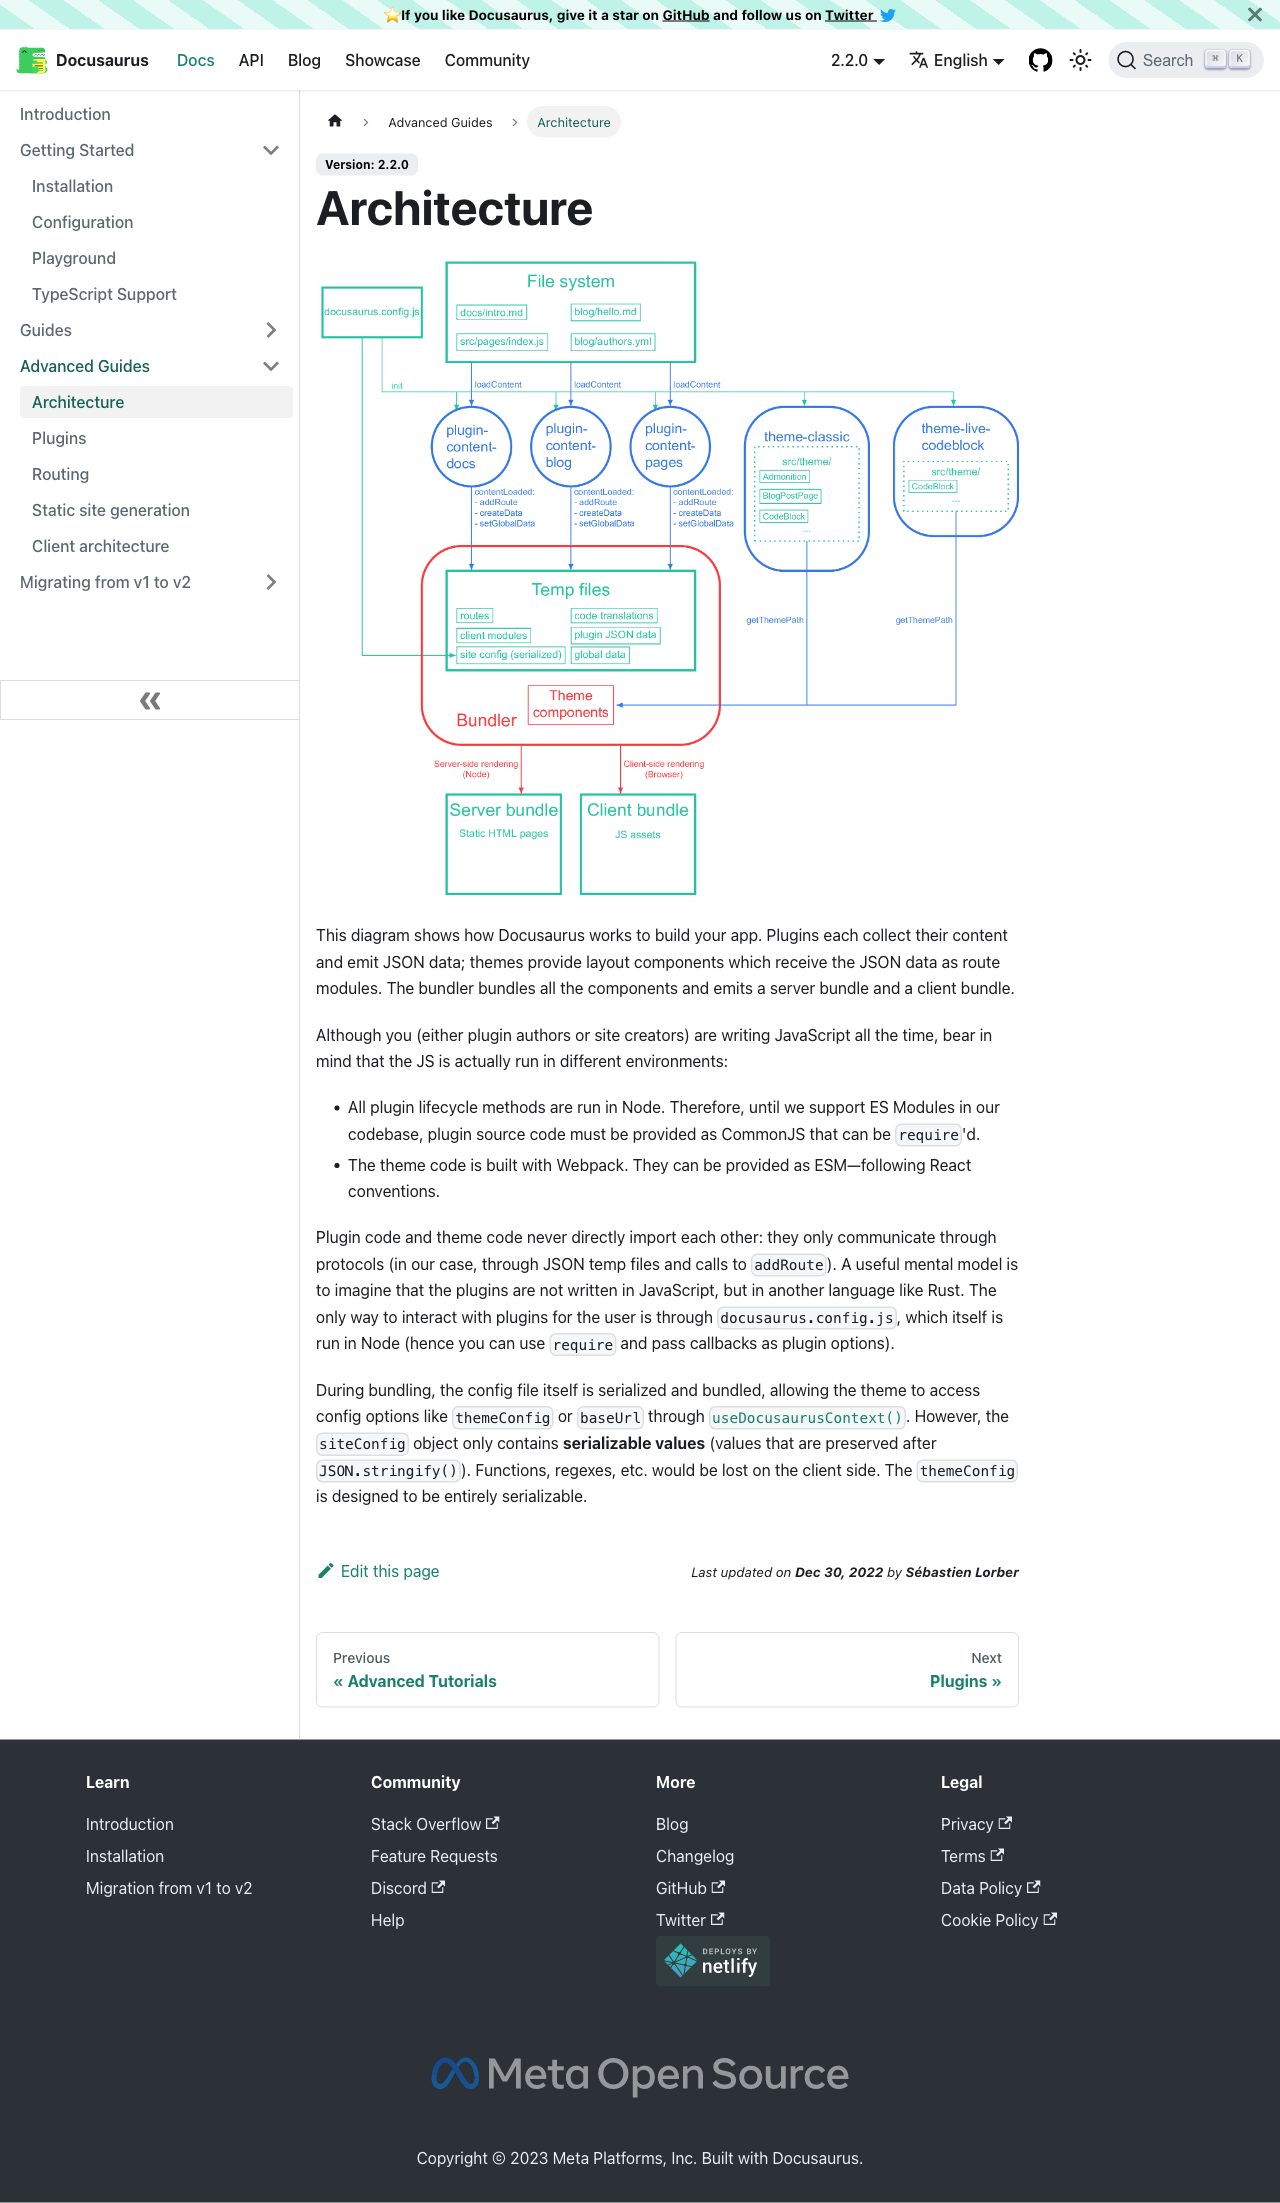 ⭐️If you like Docusaurus, give it a star on GitHub and follow us on Twitter
Docusaurus
Docs
API
Blog
Showcase
Community
2.2.0
English
Search
⌘
K
Introduction
Getting Started
Installation
Configuration
Playground
TypeScript Support
Guides
Advanced Guides
Architecture
Plugins
Routing
Static site generation
Client architecture
Migrating from v1 to v2
Advanced Guides
Architecture
Version: 2.2.0
Architecture
File system
docusaurus.config.js
docs/intro.md
blog/hello.md
src/pages/index.js
blog/authors.yml
init
loadContent
loadContent
loadContent
plugin-
content-
docs
plugin-
content-
blog
plugin-
content-
pages
theme-classic
src/theme/
Admonition
BlogPostPage
CodeBlock
...
theme-live-
codeblock
src/theme/
CodeBlock
...
contentLoaded:
- addRoute
- createData
- setGlobalData
contentLoaded:
- addRoute
- createData
- setGlobalData
contentLoaded:
- addRoute
- createData
- setGlobalData
Temp files
routes
code translations
client modules
plugin JSON data
site config (serialized)
global data
getThemePath
getThemePath
Theme
components
Bundler
Server-side rendering
(Node)
Client-side rendering
(Browser)
Server bundle
Static HTML pages
Client bundle
JS assets
This diagram shows how Docusaurus works to build your app. Plugins each collect their content
and emit JSON data; themes provide layout components which receive the JSON data as route
modules. The bundler bundles all the components and emits a server bundle and a client bundle.
Although you (either plugin authors or site creators) are writing JavaScript all the time, bear in
mind that the JS is actually run in different environments:
• All plugin lifecycle methods are run in Node. Therefore, until we support ES Modules in our
codebase, plugin source code must be provided as CommonJS that can be require'd.
• The theme code is built with Webpack. They can be provided as ESM—following React
conventions.
Plugin code and theme code never directly import each other: they only communicate through
protocols (in our case, through JSON temp files and calls to addRoute). A useful mental model is
to imagine that the plugins are not written in JavaScript, but in another language like Rust. The
only way to interact with plugins for the user is through docusaurus.config.js, which itself is
run in Node (hence you can use require and pass callbacks as plugin options).
During bundling, the config file itself is serialized and bundled, allowing the theme to access
config options like themeConfig or baseUrl through useDocusaurusContext(). However, the
siteConfig object only contains serializable values (values that are preserved after
JSON.stringify()). Functions, regexes, etc. would be lost on the client side. The themeConfig
is designed to be entirely serializable.
Edit this page
Last updated on Dec 30, 2022 by Sébastien Lorber
Previous
« Advanced Tutorials
Next
Plugins »
Learn
Introduction
Installation
Migration from v1 to v2
Community
Stack Overflow
Feature Requests
Discord
Help
More
Blog
Changelog
GitHub
Twitter
DEPLOYS BY
netlify
Legal
Privacy
Terms
Data Policy
Cookie Policy
Meta Open Source
Copyright © 2023 Meta Platforms, Inc. Built with Docusaurus.